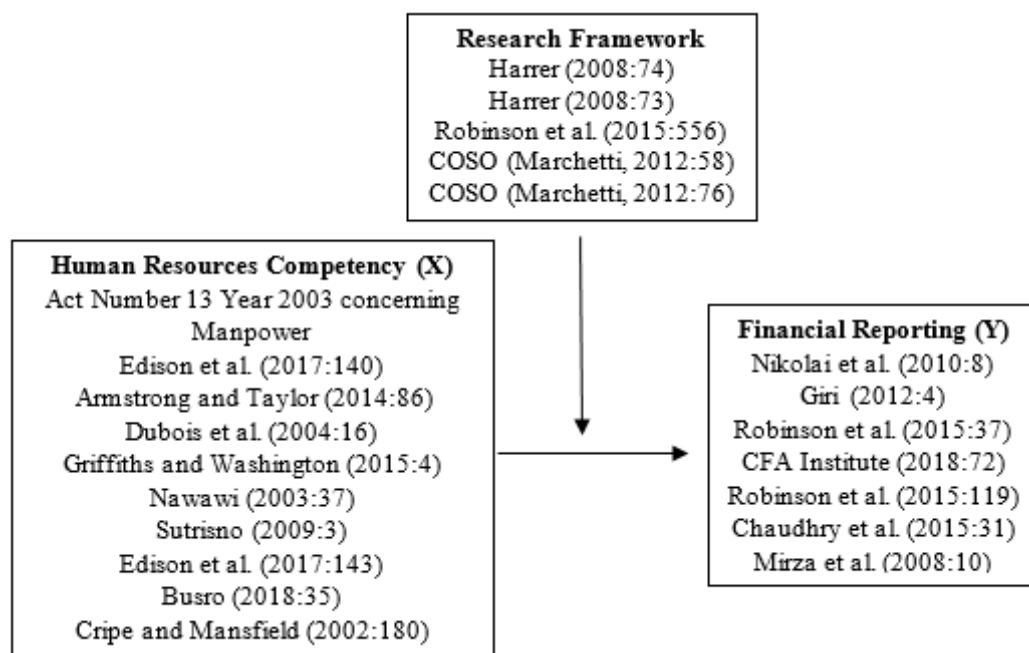 Research Framework
Harrer (2008:74)
Harrer (2008:73)
Robinson et al. (2015:556)
COSO (Marchetti, 2012:58)
COSO (Marchetti, 2012:76)
Human Resources Competency (X)
Act Number 13 Year 2003 concerning
Manpower
Edison et al. (2017:140)
Armstrong and Taylor (2014:86)
Dubois et al. (2004:16)
Griffiths and Washington (2015:4)
Nawawi (2003:37)
Sutrisno (2009:3)
Edison et al. (2017:143)
Busro (2018:35)
Cripe and Mansfield (2002:180)
Financial Reporting (Y)
Nikolai et al. (2010:8)
Giri (2012:4)
Robinson et al. (2015:37)
CFA Institute (2018:72)
Robinson et al. (2015:119)
Chaudhry et al. (2015:31)
Mirza et al. (2008:10)